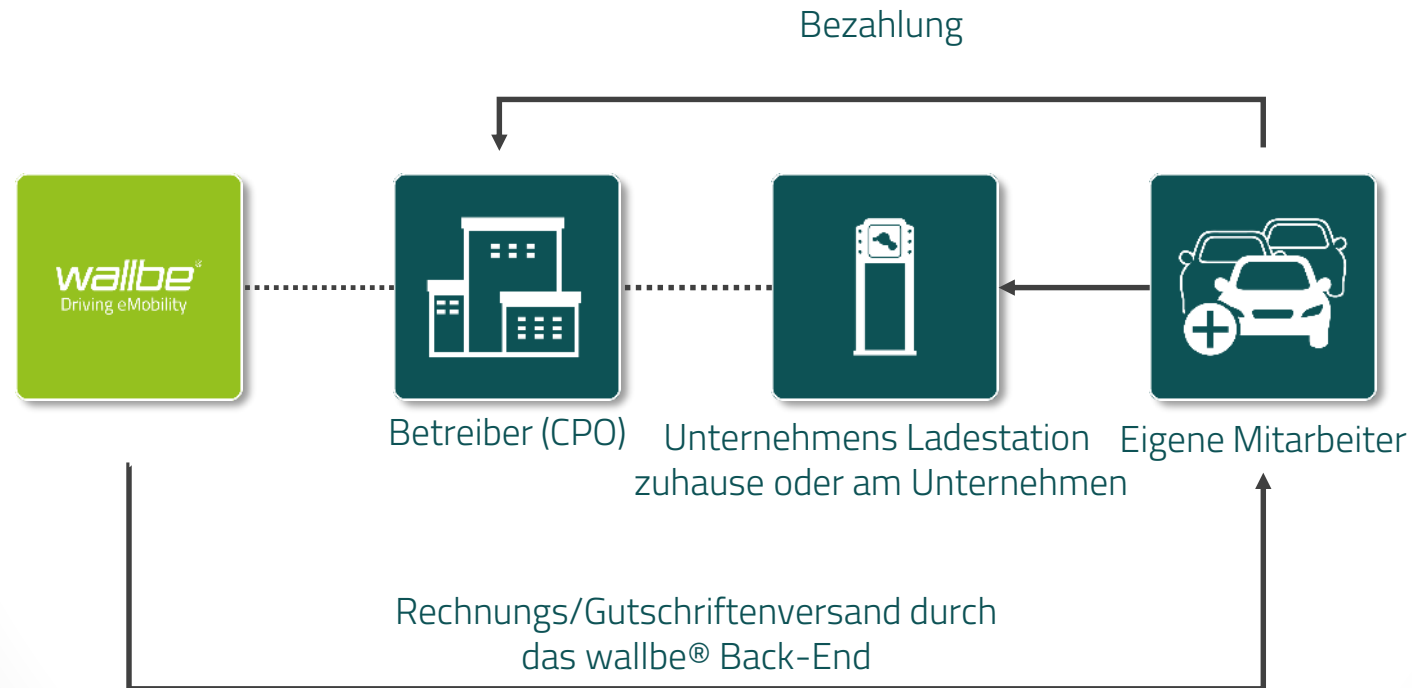 Bezahlung
wallbe®
Driving eMobility
Betreiber (CPO)
Unternehmens Ladestation
zuhause oder am Unternehmen
Eigene Mitarbeiter
Rechnungs/Gutschriftenversand durch
das wallbe® Back-End